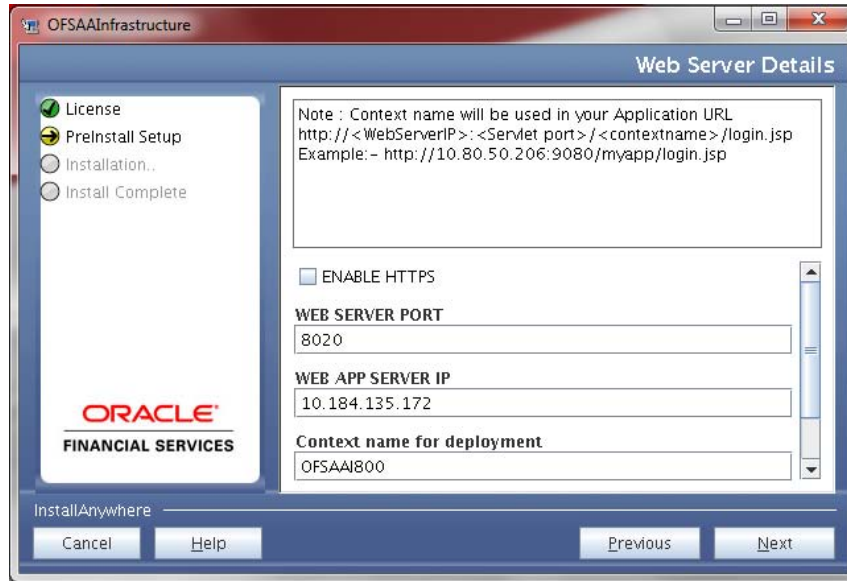 OFSAAInfrastructure
Web Server Details
License
PreInstall Setup
Installation..
Install Complete
ORACLE
FINANCIAL SERVICES
Note : Context name will be used in your Application URL
http://<WebServerIP>:<Servlet port>/<contextname>/login.jsp
Example:- http://10.80.50.206:9080/myapp/login.jsp
ENABLE HTTPS
WEB SERVER PORT
8020
WEB APP SERVER IP
10.184.135.172
Context name for deployment
OFSAAI800
InstallAnywhere
Cancel
Help
Previous
Next